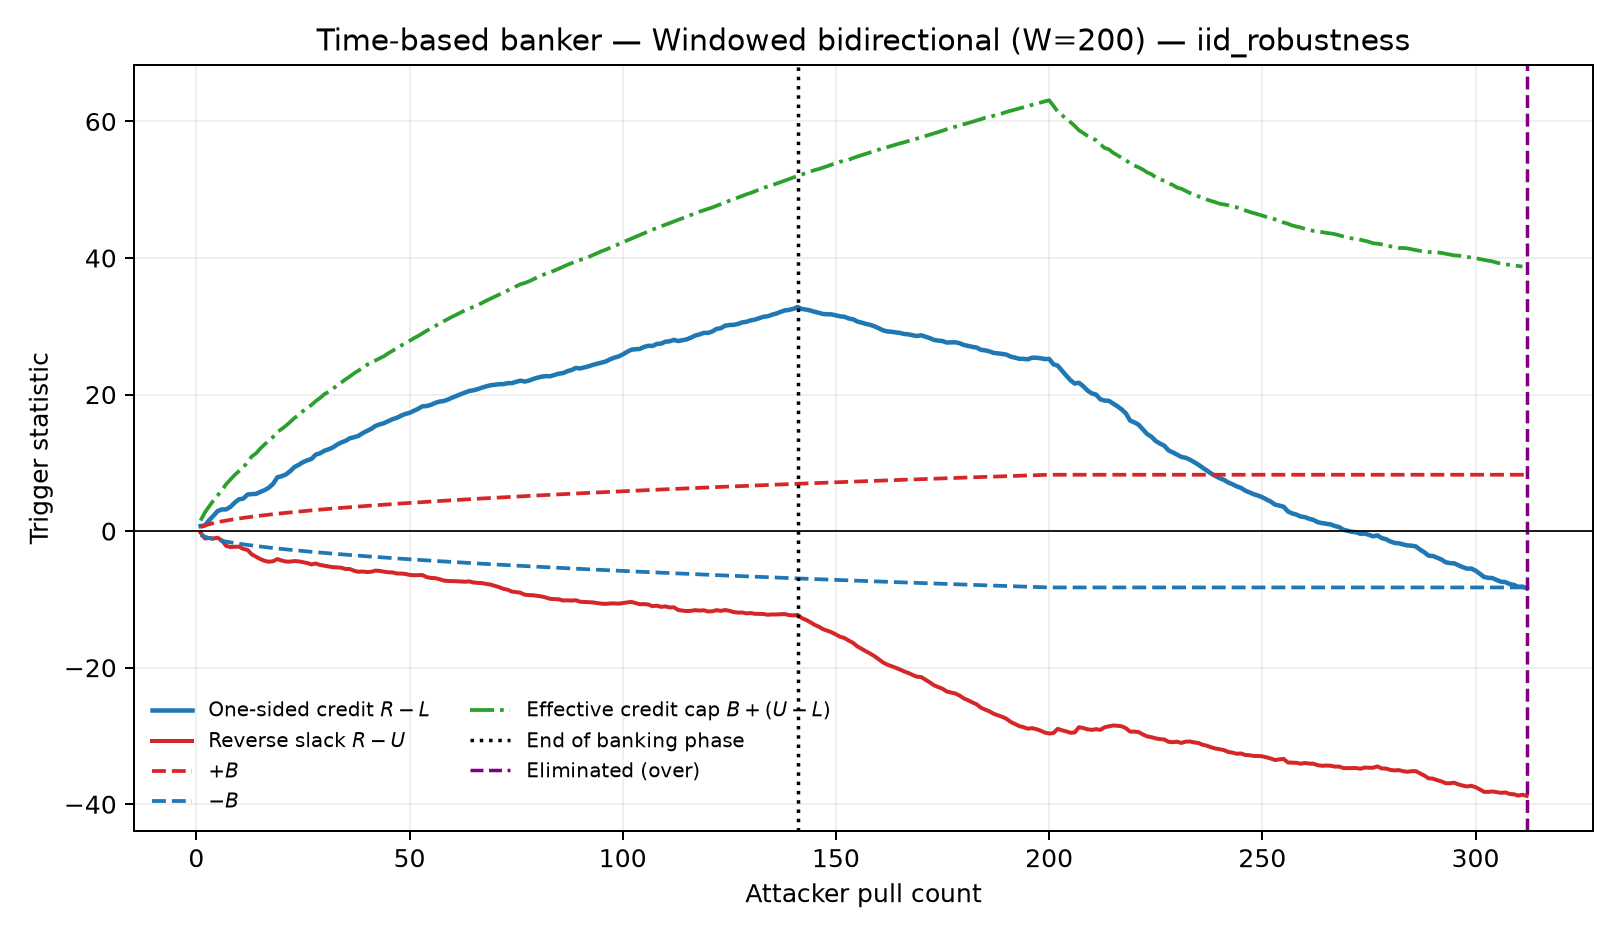 Time-based banker — Windowed bidirectional (W=200) — iid_robustness
Trigger statistic
60
40
20
0
−20
−40
One-sided credit R − L
Reverse slack R − U
+B
−B
Effective credit cap B + (U − L)
End of banking phase
Eliminated (over)
0 50 100 150 200 250 300
Attacker pull count